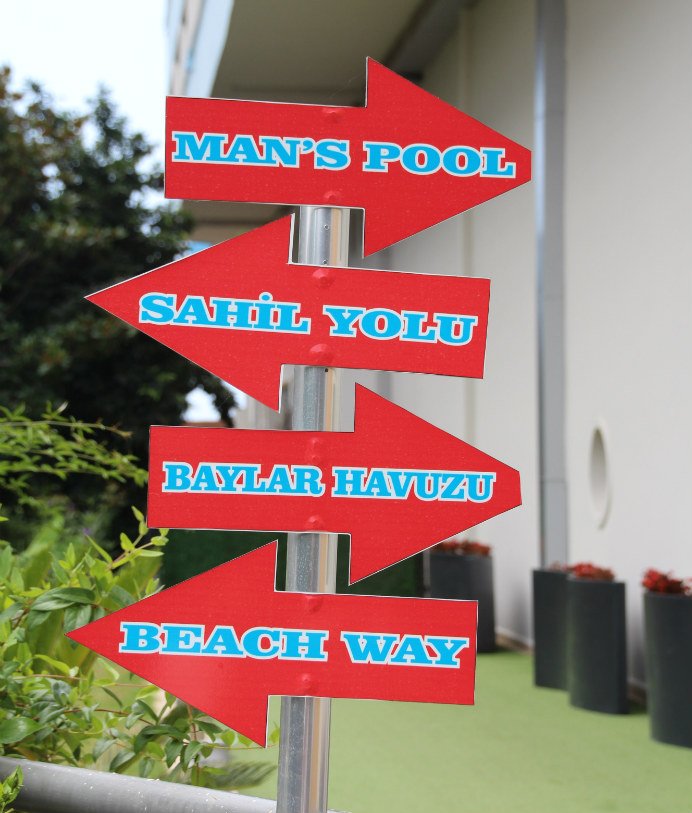 MAN'S POOL
SAHİL YOLU
BAYLAR HAVUZU
BEACH WAY